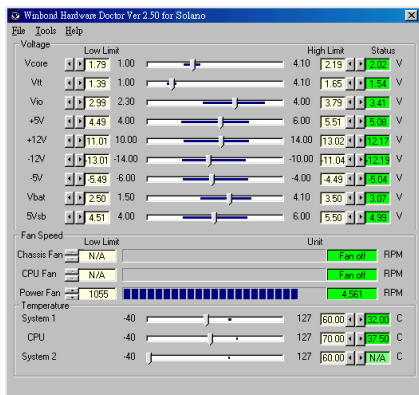 Winbond Hardware Doctor Ver 2.50 for Solano
File Tools Help
Voltage
Low Limit High Limit Status
Vcore 1.79 1.00 4.10 2.19 2.02 V
Vtt 1.39 1.00 4.10 1.65 1.54 V
Vio 2.99 2.30 4.00 3.79 3.41 V
+5V 4.49 4.00 6.00 5.51 5.08 V
+12V 11.01 10.00 14.00 13.02 12.17 V
-12V -13.01 -14.00 -10.00 -11.04 -12.19 V
-5V -5.49 -6.00 -4.00 -4.49 -5.04 V
Vbat 2.50 1.50 4.10 3.50 3.07 V
5Vsb 4.51 4.00 6.00 5.50 4.99 V
Fan Speed
Low Limit Unit
Chassis Fan N/A Fan off RPM
CPU Fan N/A Fan off RPM
Power Fan 1055 4,561 RPM
Temperature
System 1 -40 127 60.00 32.00 C
CPU -40 127 70.00 37.50 C
System 2 -40 127 60.00 N/A C